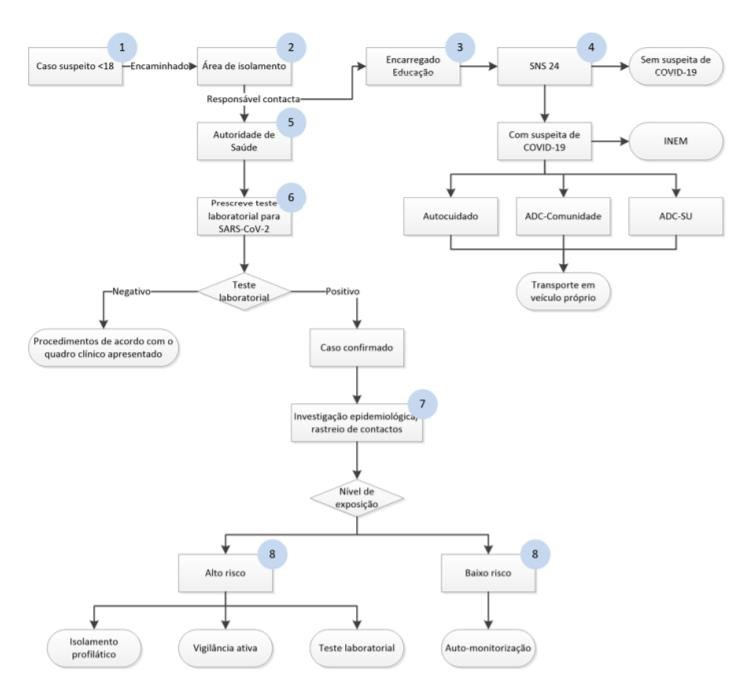 1
Caso suspeito <18
Encaminhado
2
Área de isolamento
3
Encarregado
Educação
4
SNS 24
Sem suspeita de
COVID-19
Responsável contacta
5
Autoridade de
Saúde
Com suspeita de
COVID-19
INEM
6
Prescreve teste
laboratorial para
SARS-CoV-2
Autocuidado
ADC-Comunidade
ADC-SU
Teste
laboratorial
Negativo
Positivo
Transporte em
veículo próprio
Procedimentos de acordo com o
quadro clínico apresentado
Caso confirmado
7
Investigação epidemiológica,
rastreio de contactos
Nível de
exposição
8
Alto risco
8
Baixo risco
Isolamento
profilático
Vigilância ativa
Teste laboratorial
Auto-monitorização